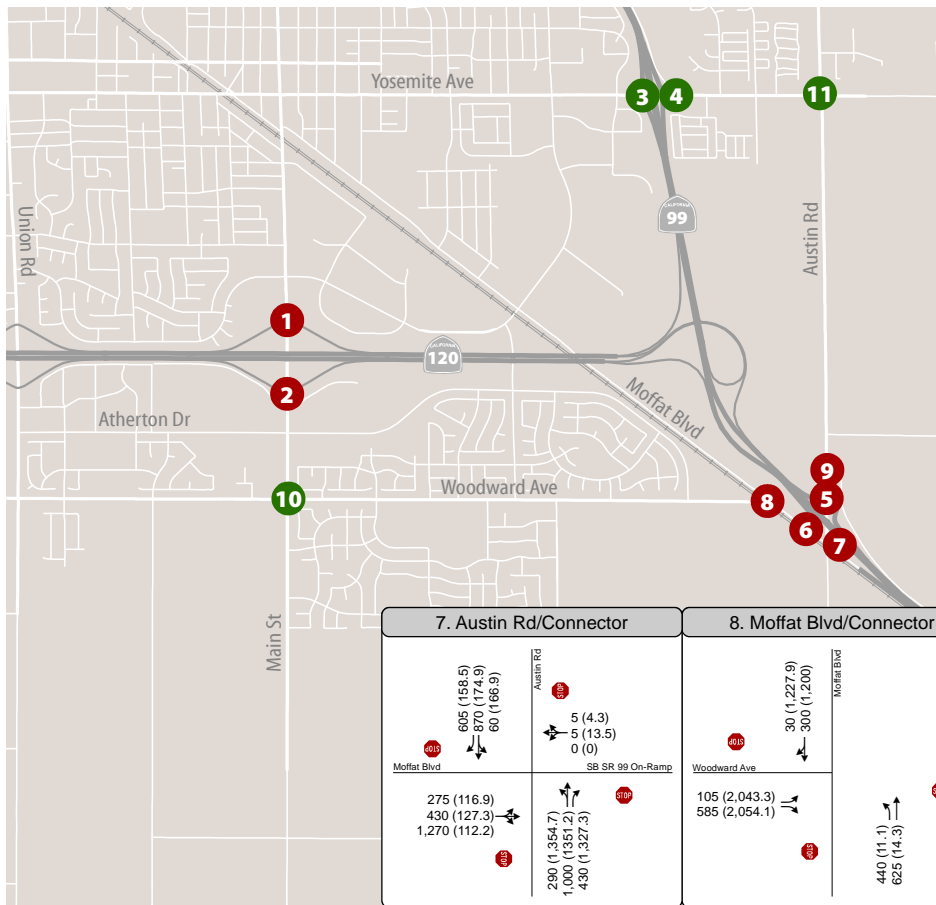 Yosemite Ave
3
4
11
CALIFORNIA
99
Union Rd
Austin Rd
1
CALIFORNIA
120
2
Atherton Dr
Moffat Blvd
9
Woodward Ave
10
8
5
6
7
Main St
7. Austin Rd/Connector
605 (158.5)
870 (174.9)
60 (166.9)
Austin Rd
STOP
5 (4.3)
5 (13.5)
0 (0)
STOP
Moffat Blvd
SB SR 99 On-Ramp
275 (116.9)
430 (127.3)
1,270 (112.2)
STOP
290 (1,354.7)
1,000 (1351.2)
430 (1,327.3)
STOP
8. Moffat Blvd/Connector
30 (1,227.9)
300 (1,200)
Moffat Blvd
STOP
Woodward Ave
105 (2,043.3)
585 (2,054.1)
STOP
440 (11.1)
625 (14.3)